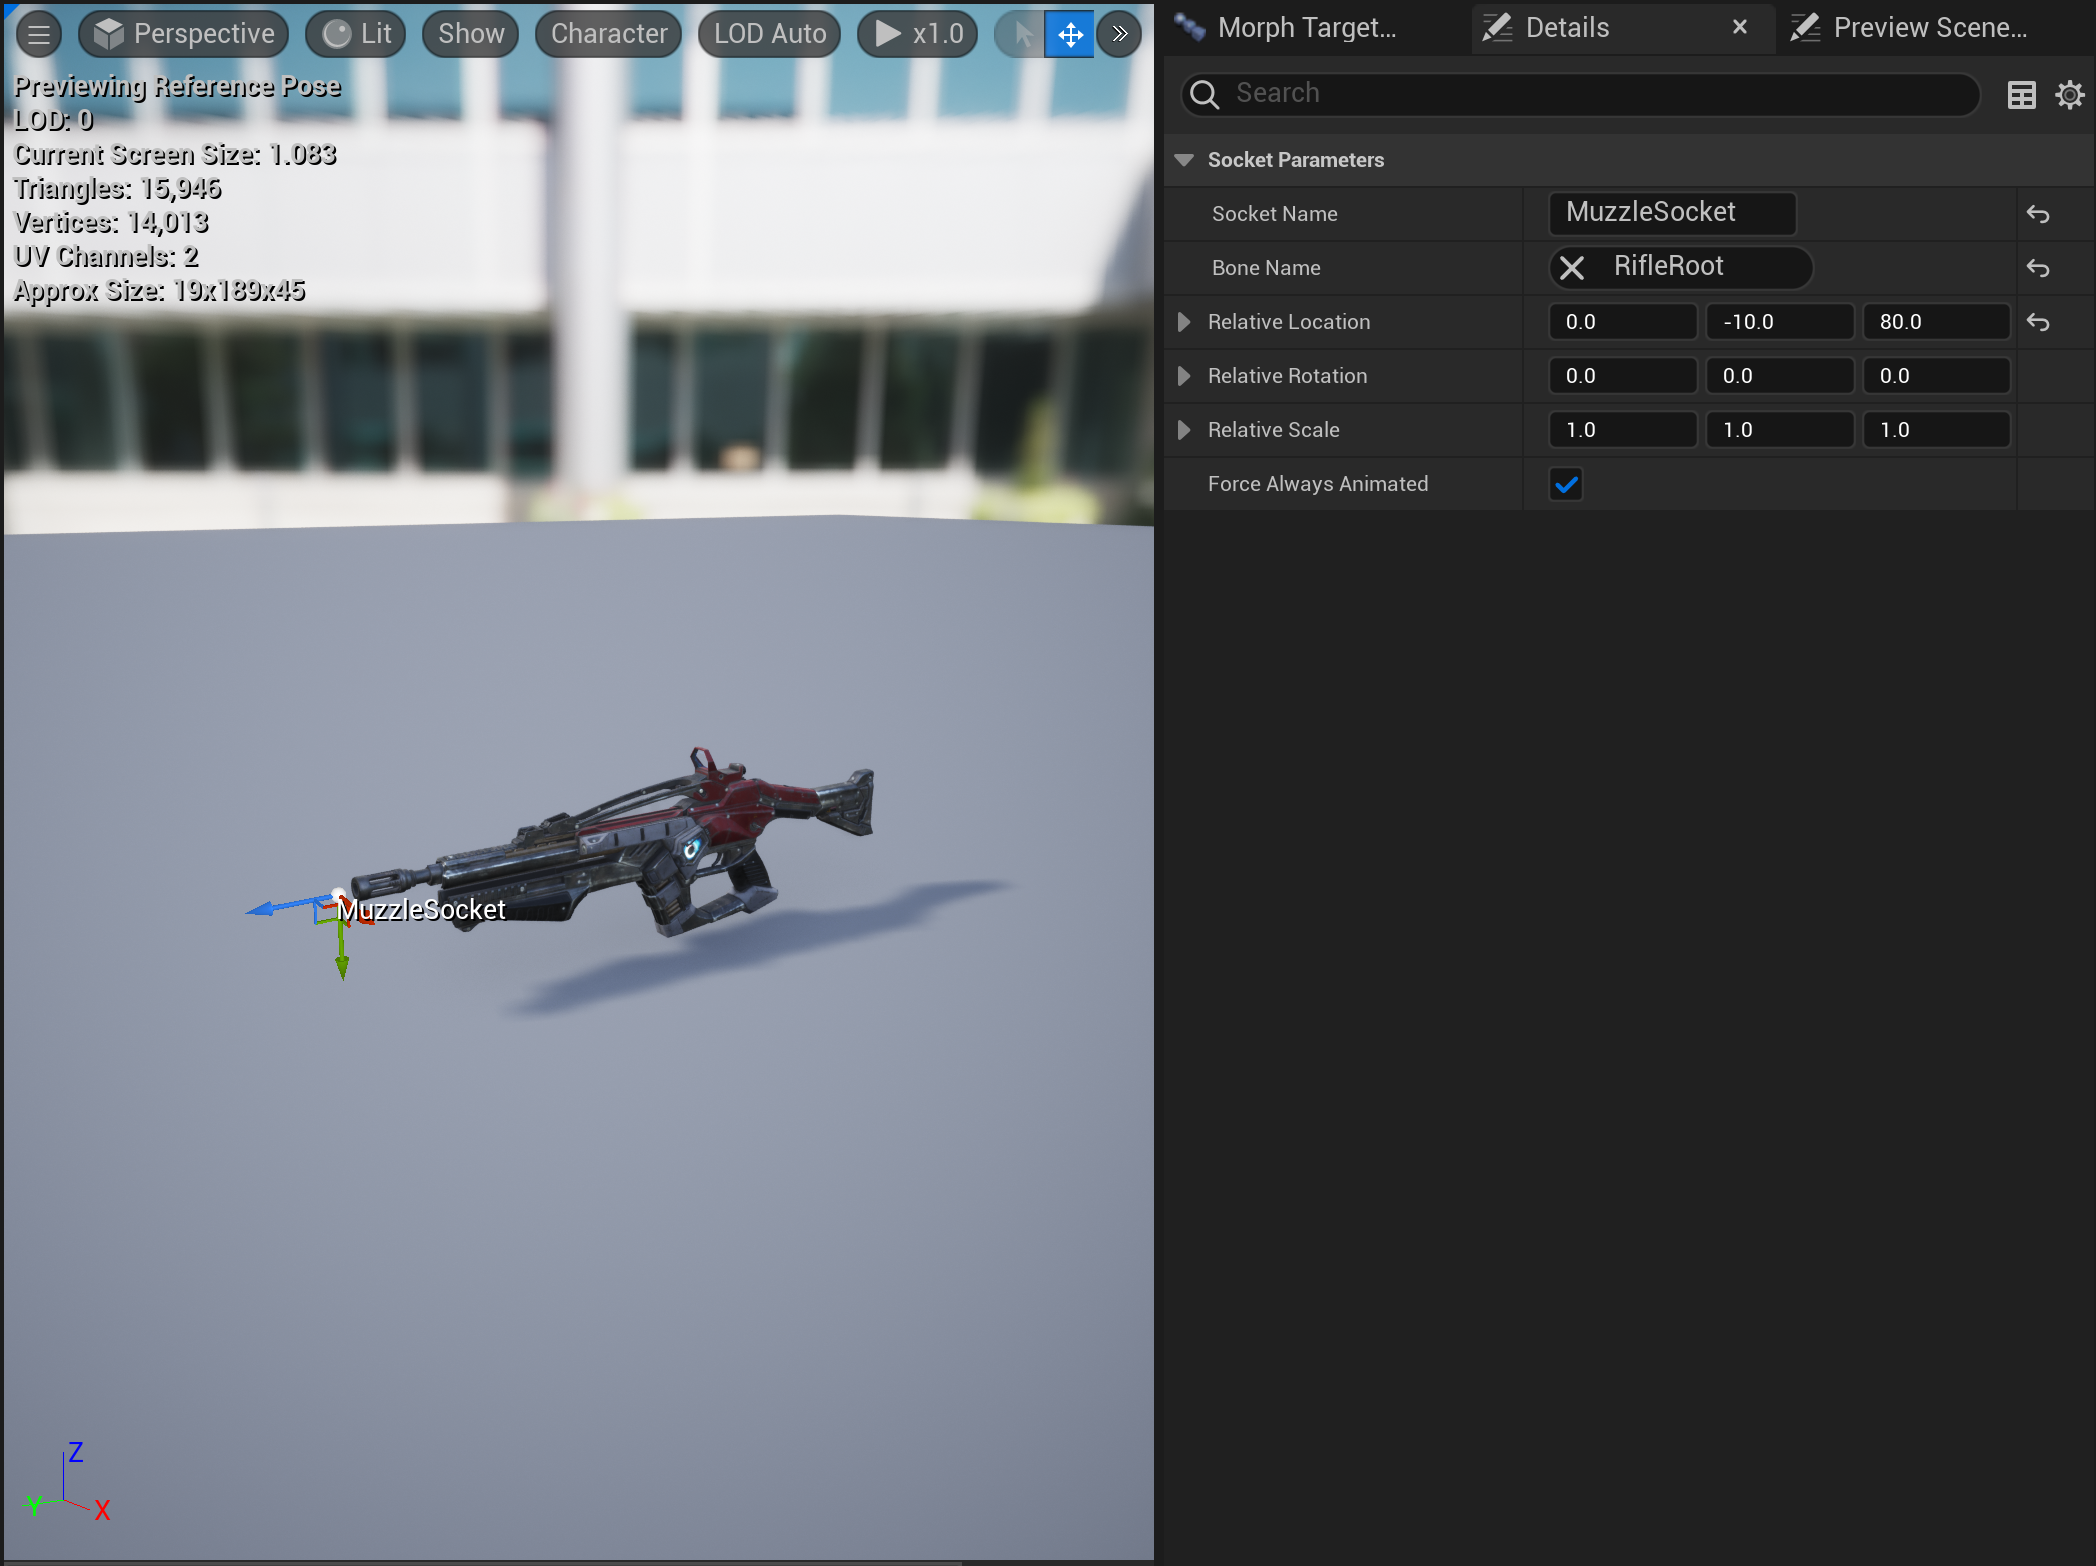 Perspective Lit Show Character LOD Auto x1.0
Previewing Reference Pose
LOD: 0
Current Screen Size: 1.083
Triangles: 15,946
Vertices: 14,013
UV Channels: 2
Approx Size: 19x189x45
MuzzleSocket
Z
Y
X
Morph Target... Details Preview Scene...
Search
Socket Parameters
Socket Name MuzzleSocket
Bone Name RifleRoot
Relative Location 0.0 -10.0 80.0
Relative Rotation 0.0 0.0 0.0
Relative Scale 1.0 1.0 1.0
Force Always Animated